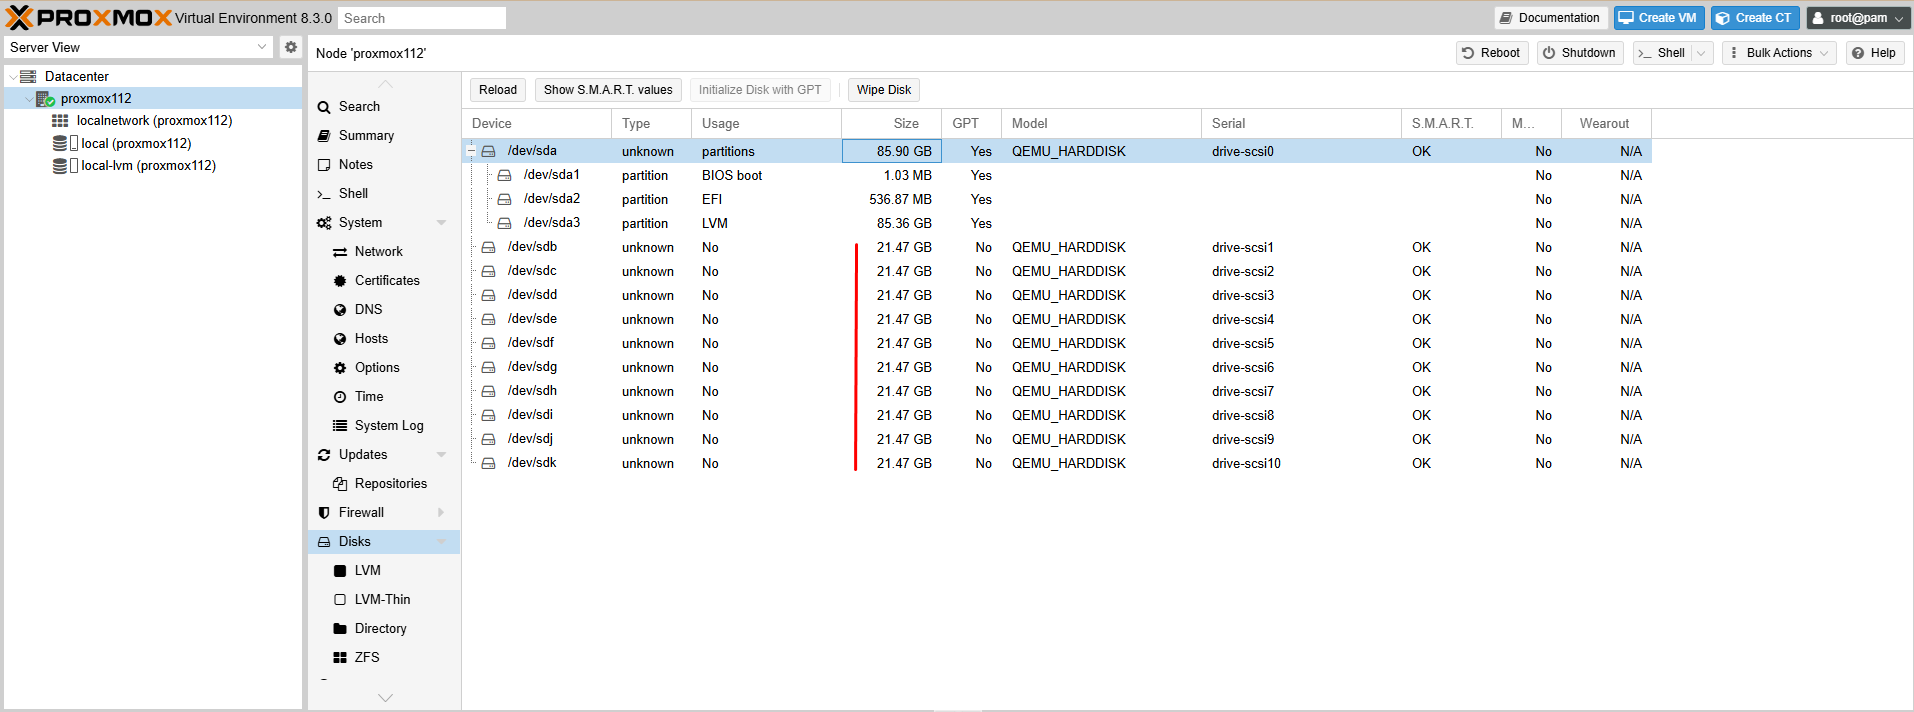 PROXMOX Virtual Environment 8.3.0 Search Documentation Create VM Create CT root@pam
Server View
Datacenter
proxmox112
localnetwork (proxmox112)
local (proxmox112)
local-lvm (proxmox112)
Node 'proxmox112' Reboot Shutdown Shell Bulk Actions Help
Search
Summary
Notes
Shell
System
Network
Certificates
DNS
Hosts
Options
Time
System Log
Updates
Repositories
Firewall
Disks
LVM
LVM-Thin
Directory
ZFS
Reload Show S.M.A.R.T. values Initialize Disk with GPT Wipe Disk
Device Type Usage Size GPT Model Serial S.M.A.R.T. M... Wearout
/dev/sda unknown partitions 85.90 GB Yes QEMU_HARDDISK drive-scsi0 OK No N/A
/dev/sda1 partition BIOS boot 1.03 MB Yes No N/A
/dev/sda2 partition EFI 536.87 MB Yes No N/A
/dev/sda3 partition LVM 85.36 GB Yes No N/A
/dev/sdb unknown No 21.47 GB No QEMU_HARDDISK drive-scsi1 OK No N/A
/dev/sdc unknown No 21.47 GB No QEMU_HARDDISK drive-scsi2 OK No N/A
/dev/sdd unknown No 21.47 GB No QEMU_HARDDISK drive-scsi3 OK No N/A
/dev/sde unknown No 21.47 GB No QEMU_HARDDISK drive-scsi4 OK No N/A
/dev/sdf unknown No 21.47 GB No QEMU_HARDDISK drive-scsi5 OK No N/A
/dev/sdg unknown No 21.47 GB No QEMU_HARDDISK drive-scsi6 OK No N/A
/dev/sdh unknown No 21.47 GB No QEMU_HARDDISK drive-scsi7 OK No N/A
/dev/sdi unknown No 21.47 GB No QEMU_HARDDISK drive-scsi8 OK No N/A
/dev/sdj unknown No 21.47 GB No QEMU_HARDDISK drive-scsi9 OK No N/A
/dev/sdk unknown No 21.47 GB No QEMU_HARDDISK drive-scsi10 OK No N/A